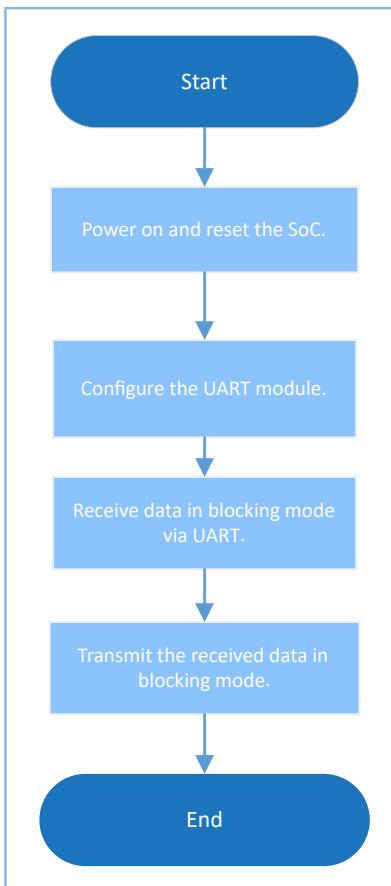 Start
Power on and reset the SoC.
Configure the UART module.
Receive data in blocking mode
via UART.
Transmit the received data in
blocking mode.
End